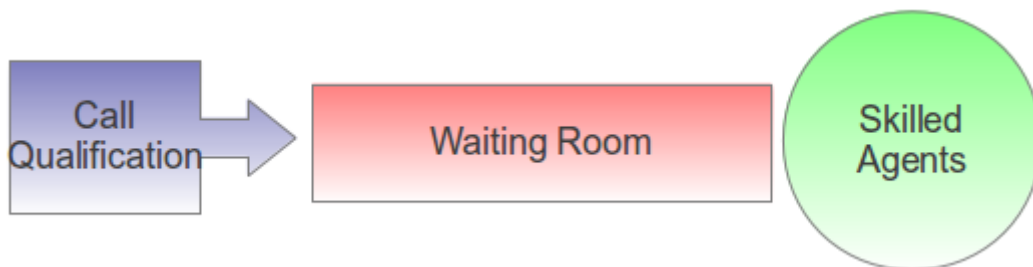 Call
Qualification
Waiting Room
Skilled
Agents